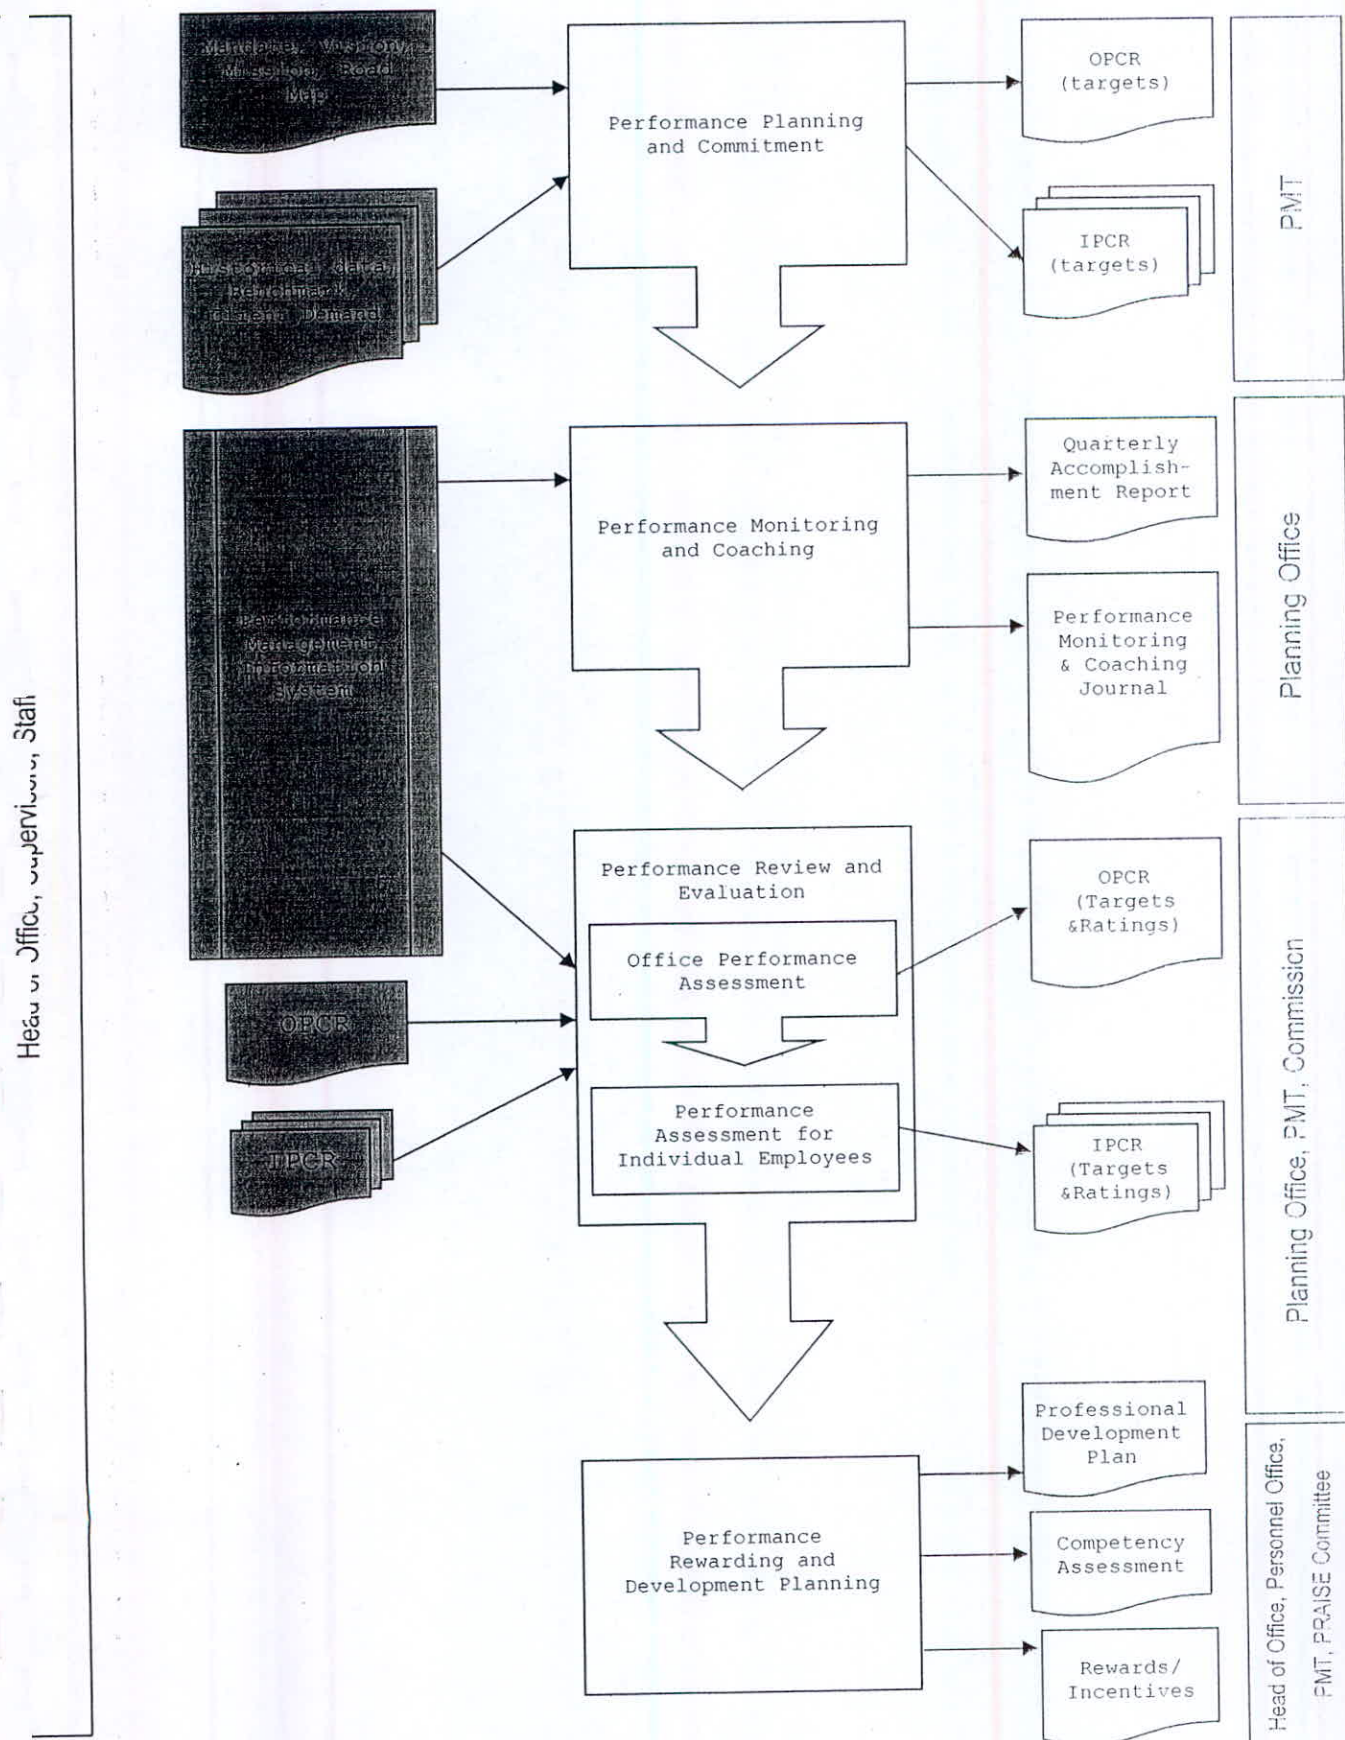 Mandate, Vision,
Mission, Road
Map
Performance Planning
and Commitment
OPCR
(targets)
Historical data,
Benchmark,
Client Demand
IPCR
(targets)
PMT
Performance
Management
Information
System
Performance Monitoring
and Coaching
Quarterly
Accomplish-
ment Report
Performance
Monitoring
& Coaching
Journal
Planning Office
Head of Office, Supervisors, Staff
Performance Review and
Evaluation
Office Performance
Assessment
Performance
Assessment for
Individual Employees
OPCR
IPCR
OPCR
(Targets
&Ratings)
IPCR
(Targets
&Ratings)
Planning Office, PMT, Commission
Performance
Rewarding and
Development Planning
Professional
Development
Plan
Competency
Assessment
Rewards/
Incentives
Head of Office, Personnel Office,
PMT, PRAISE Committee